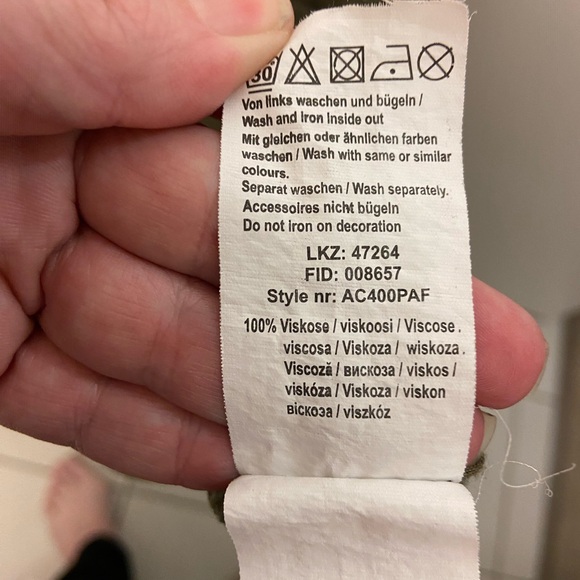 30
Von links waschen und bügeln /
Wash and iron inside out
Mit gleichen oder ähnlichen farben
waschen / Wash with same or similar
colours.
Separat waschen / Wash separately.
Accessoires nicht bügeln
Do not iron on decoration
LKZ: 47264
FID: 008657
Style nr: AC400PAF
100% Viskose / viskoosi / Viscose .
viscosa / Viskoza / wiskoza .
Viscoză / вискоза / viskos /
viskóza / Viskoza / viskon
віскоза / viszkóz